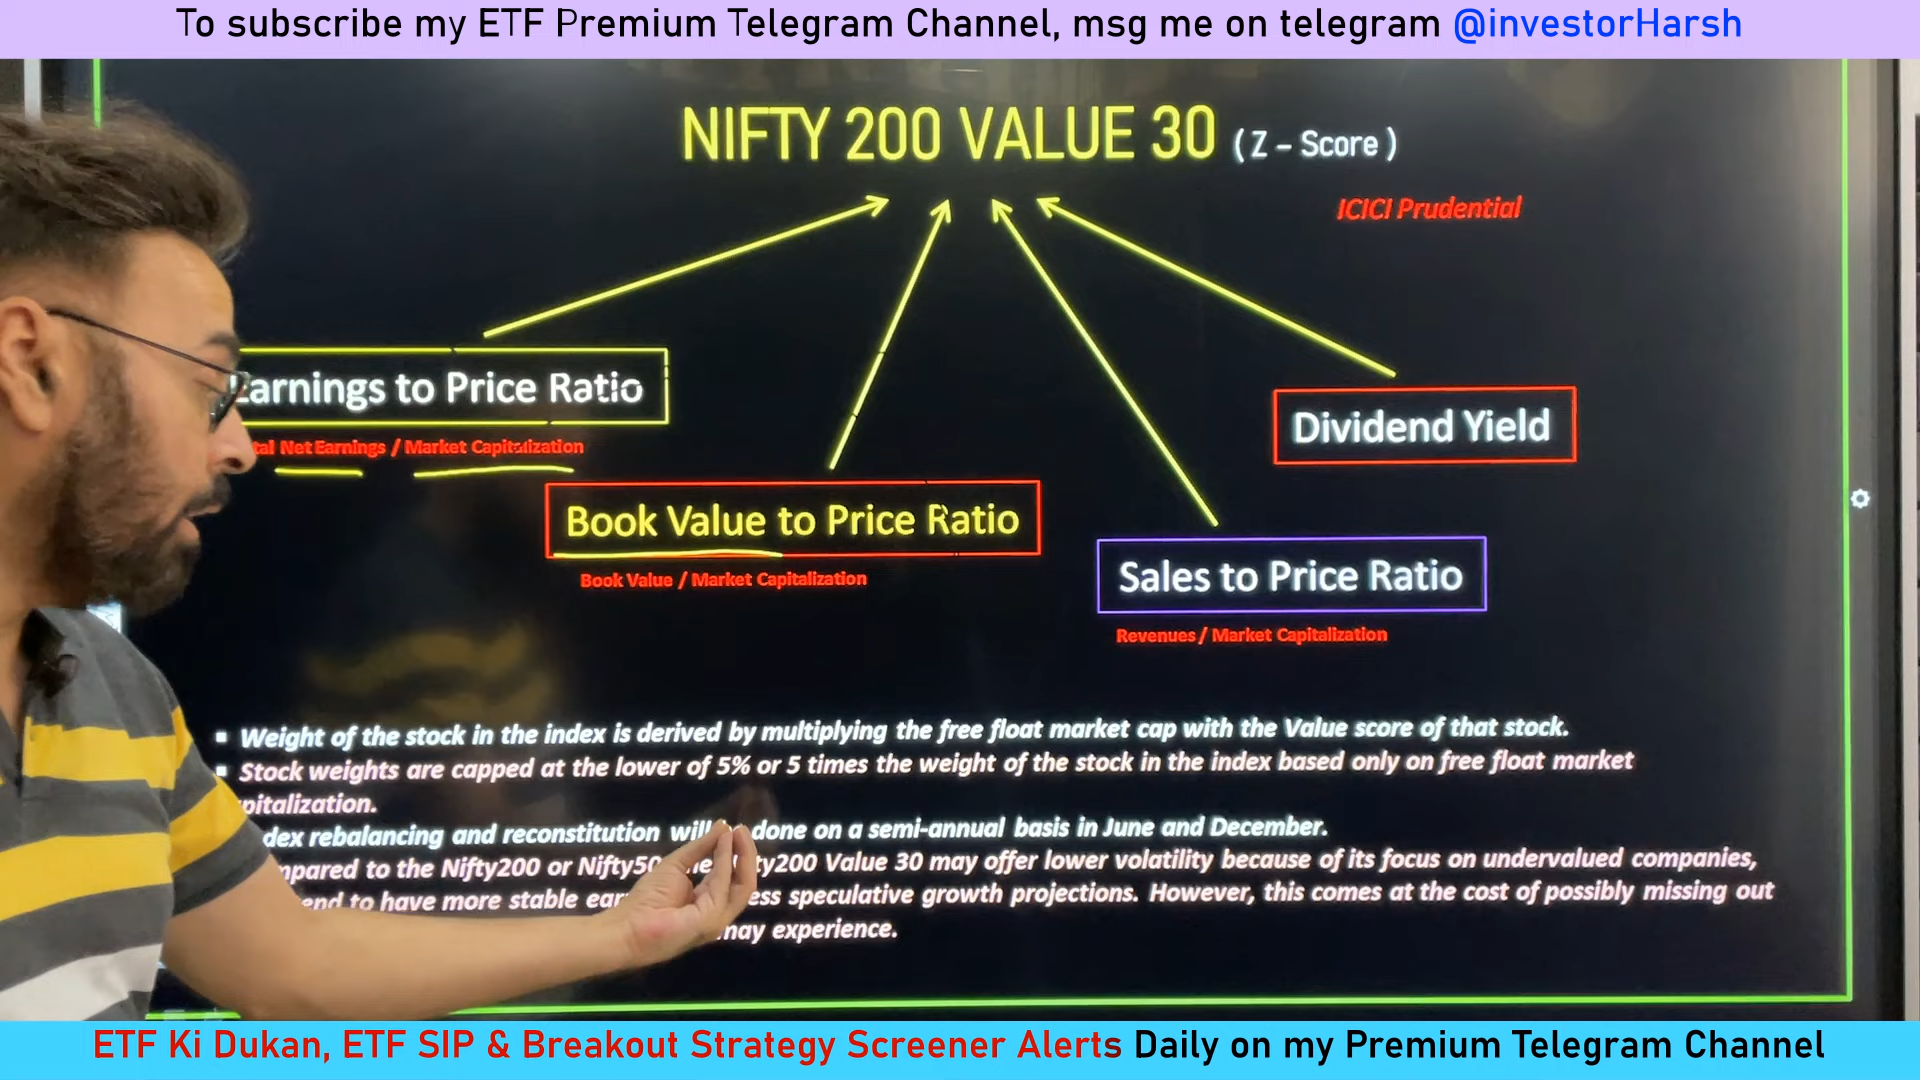 To subscribe my ETF Premium Telegram Channel, msg me on telegram @investorHarsh
NIFTY 200 VALUE 30 ( Z – Score )
ICICI Prudential
Earnings to Price Ratio
Net Earnings / Market Capitalization
Dividend Yield
Book Value to Price Ratio
Book Value / Market Capitalization
Sales to Price Ratio
Revenues / Market Capitalization
▪ Weight of the stock in the index is derived by multiplying the free float market cap with the Value score of that stock.
▪ Stock weights are capped at the lower of 5% or 5 times the weight of the stock in the index based only on free float market
pitalization.
dex rebalancing and reconstitution will done on a semi-annual basis in June and December.
mpared to the Nifty200 or ty200 Value 30 may offer lower volatility because of its focus on undervalued companies,
end to have more stable ess speculative growth projections. However, this comes at the cost of possibly missing out
may experience.
ETF Ki Dukan, ETF SIP & Breakout Strategy Screener Alerts Daily on my Premium Telegram Channel